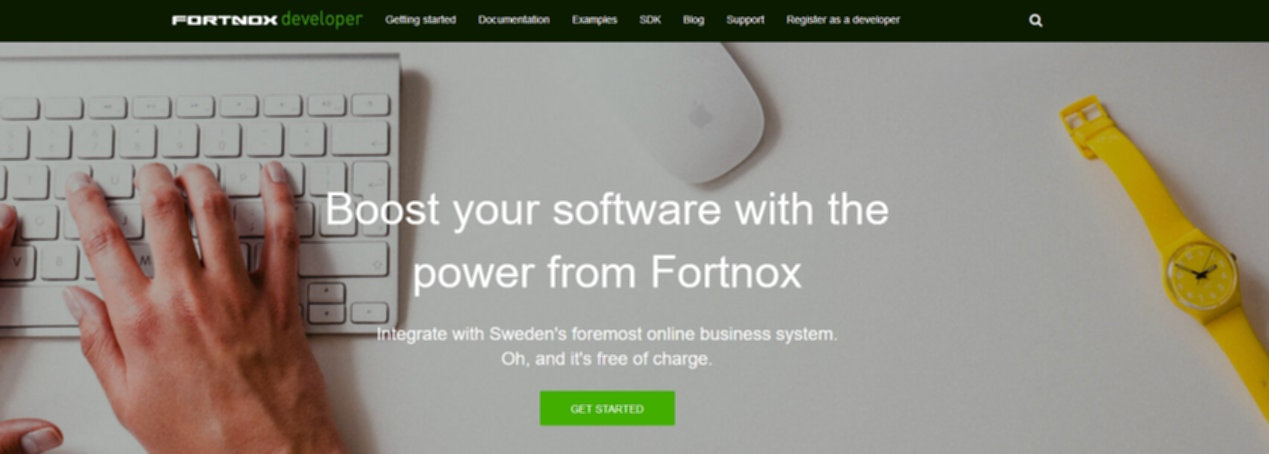 FORTNOX developer Getting started Documentation Examples SDK Blog Support Register as a developer
Boost your software with the
power from Fortnox
Integrate with Sweden's foremost online business system.
Oh, and it's free of charge.
GET STARTED